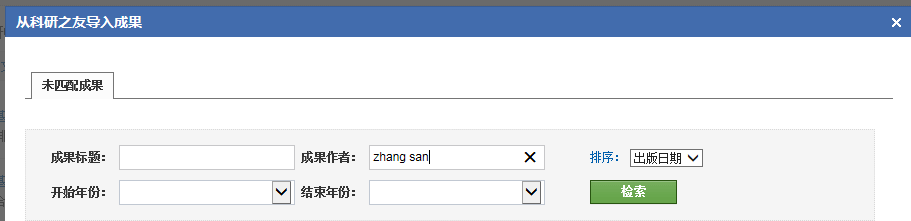 从科研之友导入成果
未匹配成果
成果标题： 成果作者： zhang san 排序： 出版日期
开始年份： 结束年份： 检索